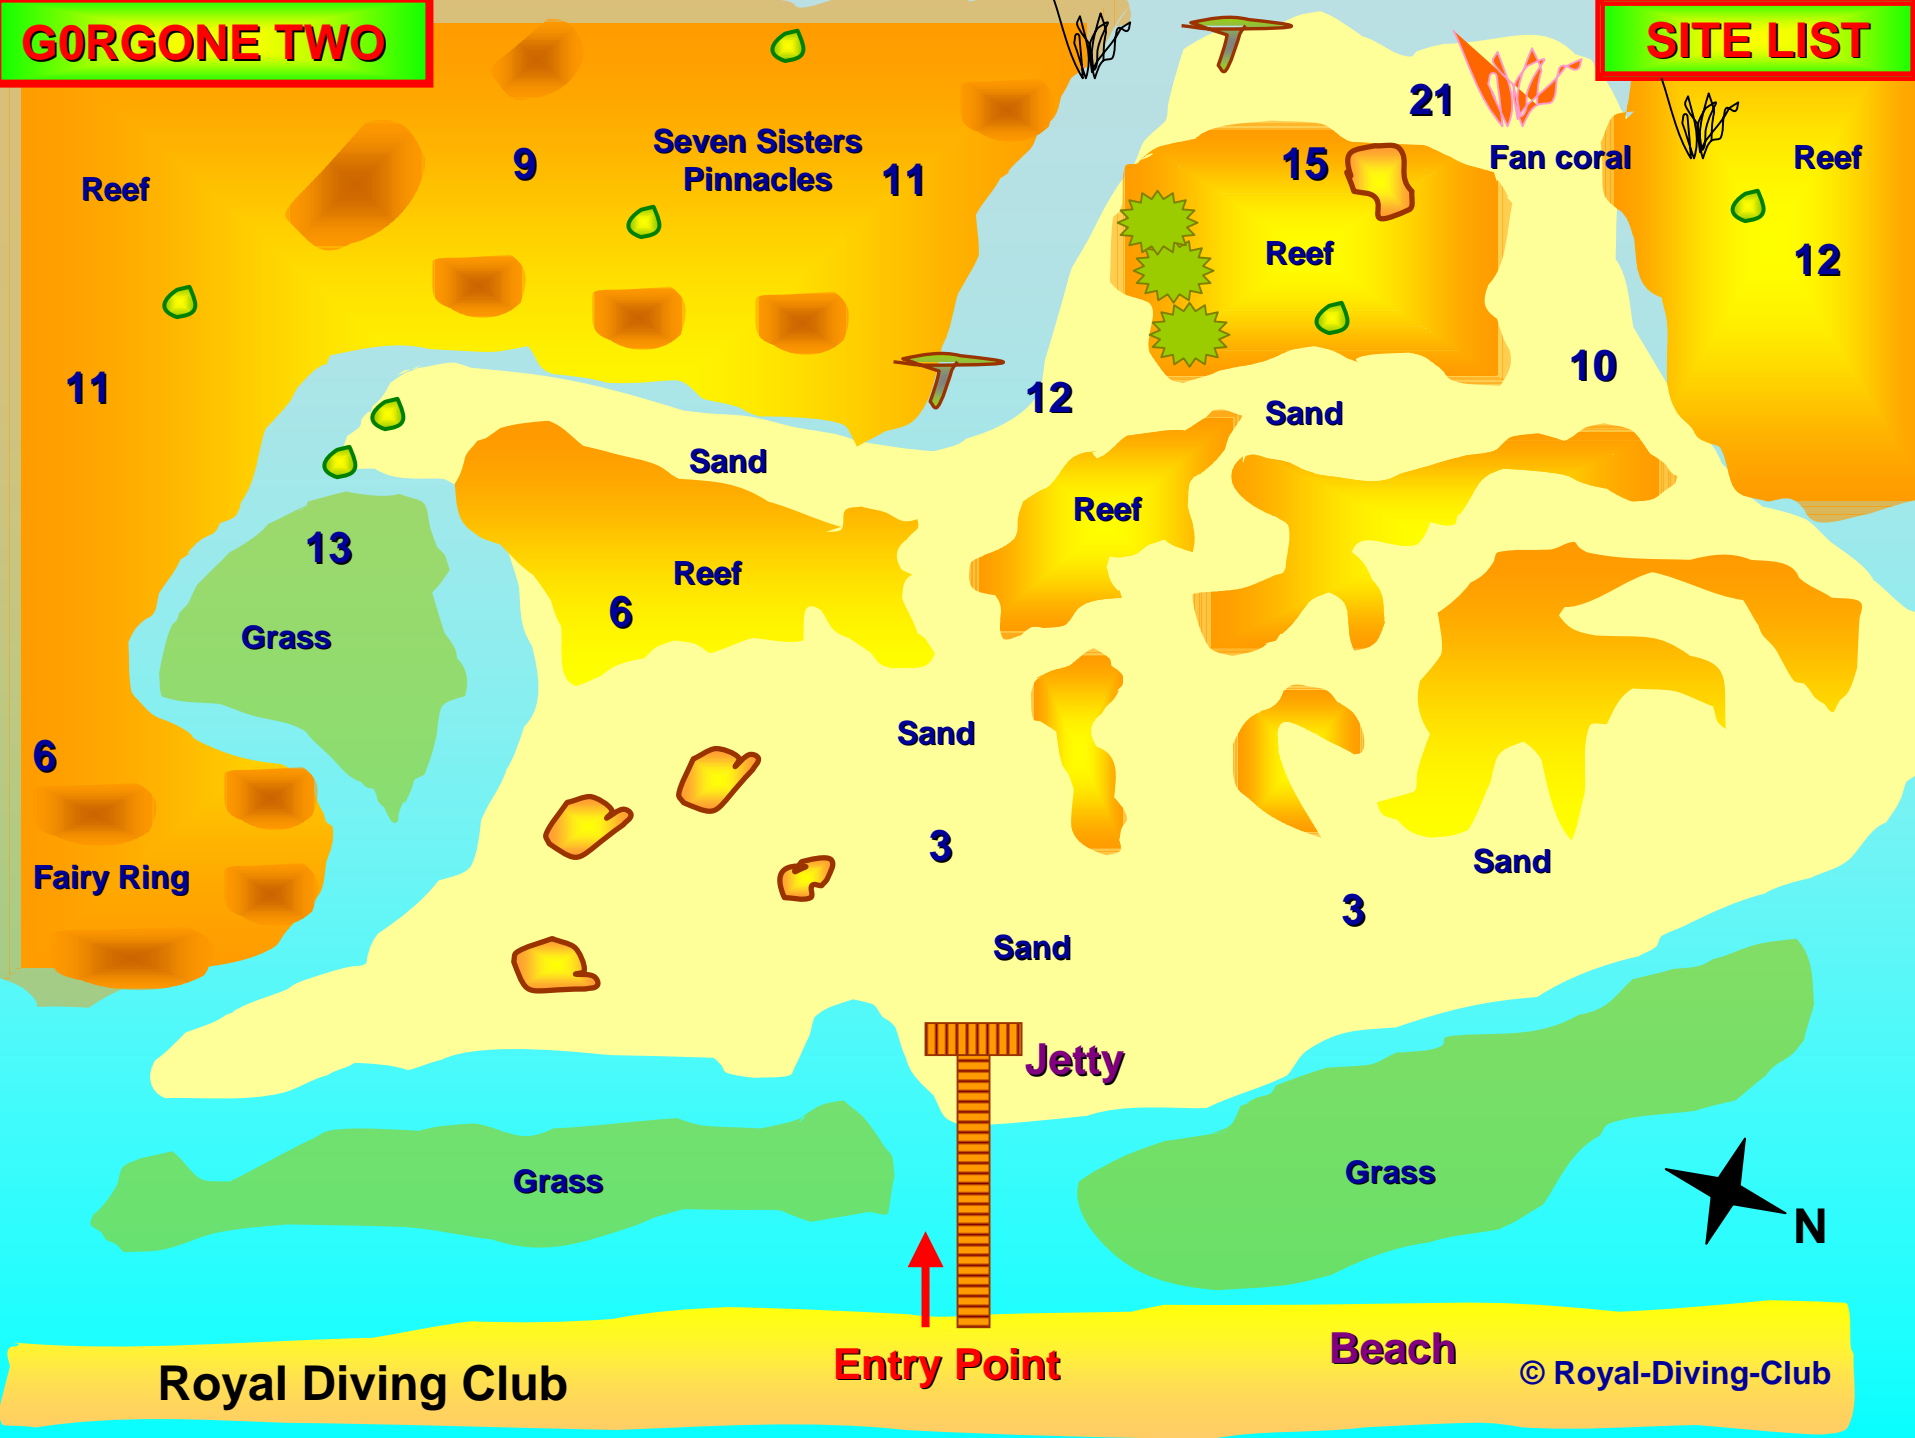 G0RGONE TWO
SITE LIST
21
Seven Sisters
Pinnacles
9
11
15
Fan coral
Reef
Reef
Reef
12
11
12
10
Sand
Sand
Reef
13
Reef
6
Grass
Sand
6
3
Sand
Fairy Ring
3
Sand
Jetty
Grass
Grass
N
Entry Point
Beach
Royal Diving Club
© Royal-Diving-Club